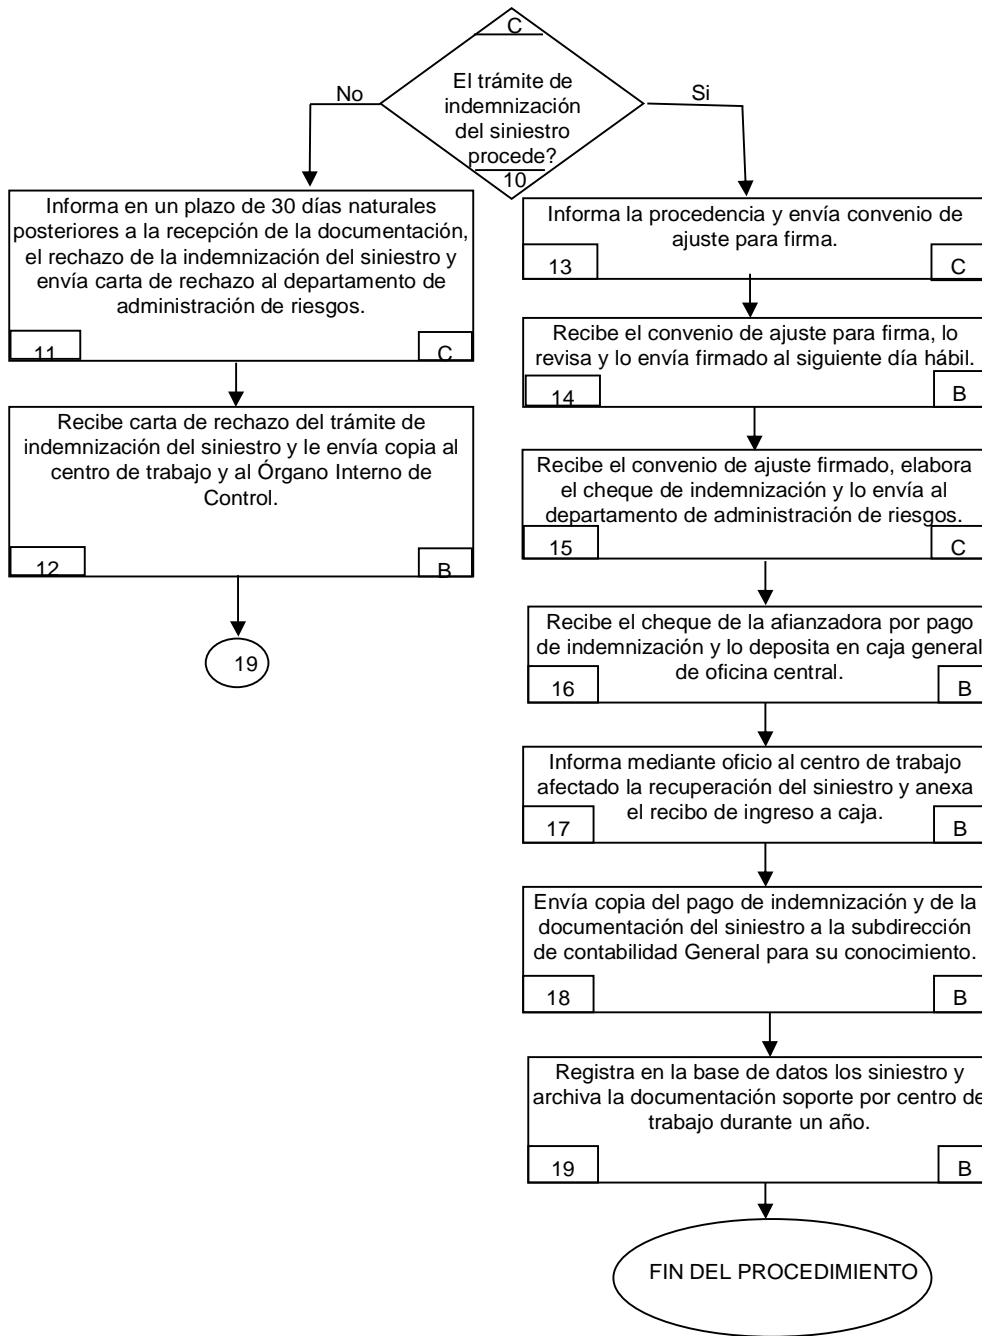 C
El trámite de
indemnización
del siniestro
procede?
10
No
Si
Informa en un plazo de 30 días naturales
posteriores a la recepción de la documentación,
el rechazo de la indemnización del siniestro y
envía carta de rechazo al departamento de
administración de riesgos.
11
C
Recibe carta de rechazo del trámite de
indemnización del siniestro y le envía copia al
centro de trabajo y al Órgano Interno de
Control.
12
B
19
Informa la procedencia y envía convenio de
ajuste para firma.
13
C
Recibe el convenio de ajuste para firma, lo
revisa y lo envía firmado al siguiente día hábil.
14
B
Recibe el convenio de ajuste firmado, elabora
el cheque de indemnización y lo envía al
departamento de administración de riesgos.
15
C
Recibe el cheque de la afianzadora por pago
de indemnización y lo deposita en caja general
de oficina central.
16
B
Informa mediante oficio al centro de trabajo
afectado la recuperación del siniestro y anexa
el recibo de ingreso a caja.
17
B
Envía copia del pago de indemnización y de la
documentación del siniestro a la subdirección
de contabilidad General para su conocimiento.
18
B
Registra en la base de datos los siniestro y
archiva la documentación soporte por centro de
trabajo durante un año.
19
B
FIN DEL PROCEDIMIENTO